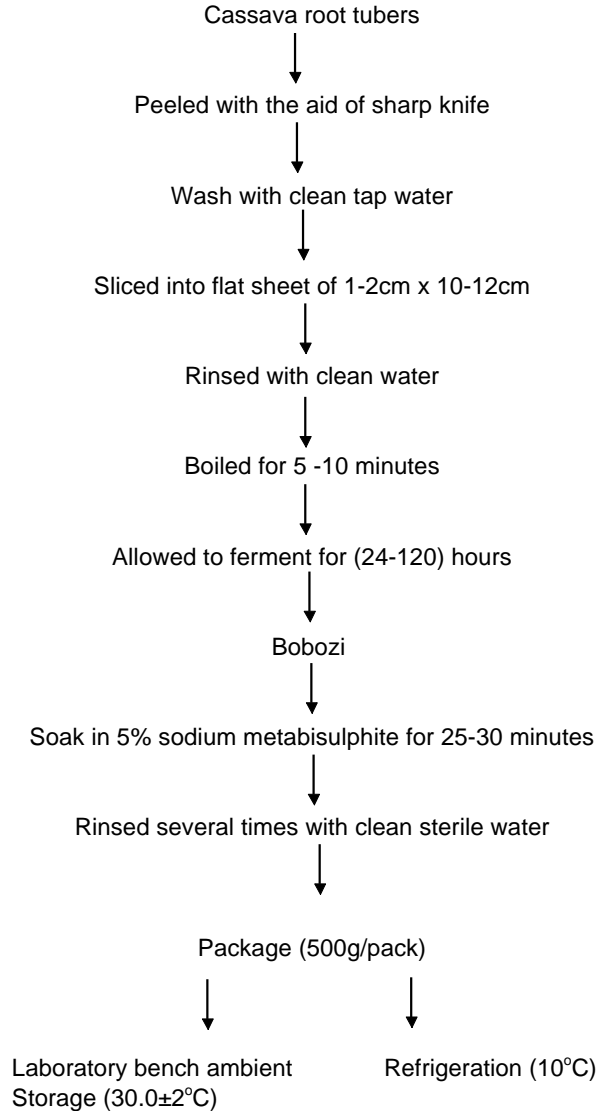 Cassava root tubers
Peeled with the aid of sharp knife
Wash with clean tap water
Sliced into flat sheet of 1-2cm x 10-12cm
Rinsed with clean water
Boiled for 5 -10 minutes
Allowed to ferment for (24-120) hours
Bobozi
Soak in 5% sodium metabisulphite for 25-30 minutes
Rinsed several times with clean sterile water
Package (500g/pack)
Laboratory bench ambient
Storage (30.0±2°C)
Refrigeration (10°C)